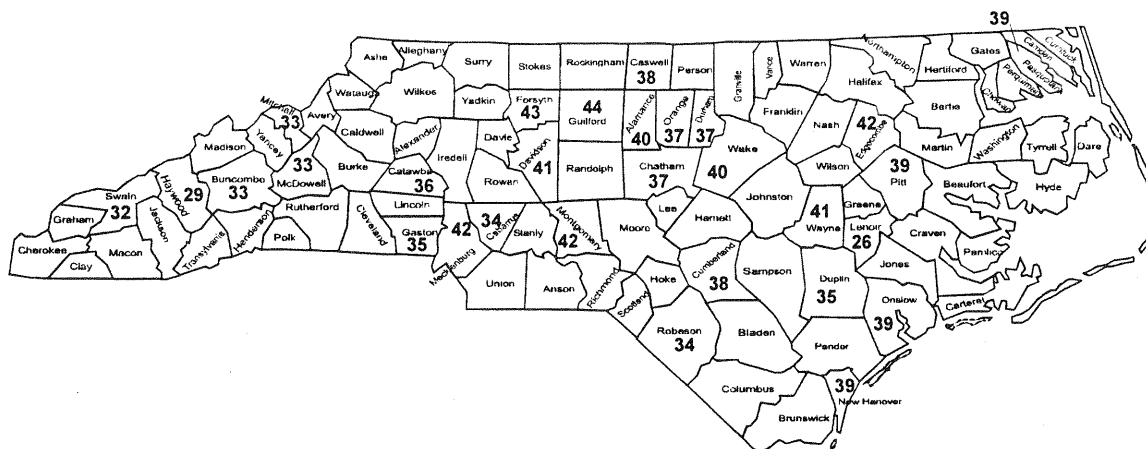 39
Ashe
Alleghany
Surry
Stokes
Rockingham
Caswell
38
Person
Granville
Vance
Warren
Northampton
Halifax
Hertford
Gates
Camden
Currituck
Pasquotank
Perquimans
Chowan
Bertie
Watauga
Wilkes
Yadkin
Forsyth
43
44
Guilford
Alamance
40
Orange
37
Durham
37
Franklin
Nash
42
Edgecombe
Martin
Washington
Tyrrell
Dare
Mitchell
33
Avery
Caldwell
Alexander
Iredell
Davie
Davidson
41
Randolph
Chatham
37
Wake
40
Wilson
39
Pitt
Beaufort
Hyde
Madison
Yancey
33
McDowell
Burke
Catawba
36
Rowan
Swain
32
Haywood
29
Buncombe
33
Rutherford
Lincoln
Lee
Johnston
41
Wayne
Greene
Lenoir
26
Craven
Pamlico
Graham
Jackson
Henderson
Polk
Cleveland
Gaston
35
42
Mecklenburg
34
Cabarrus
Stanly
Montgomery
42
Moore
Harnett
Cherokee
Clay
Macon
Transylvania
Union
Anson
Richmond
Scotland
Hoke
Cumberland
38
Sampson
Duplin
35
Jones
Onslow
39
Carteret
Robeson
34
Bladen
Pender
Columbus
39
New Hanover
Brunswick